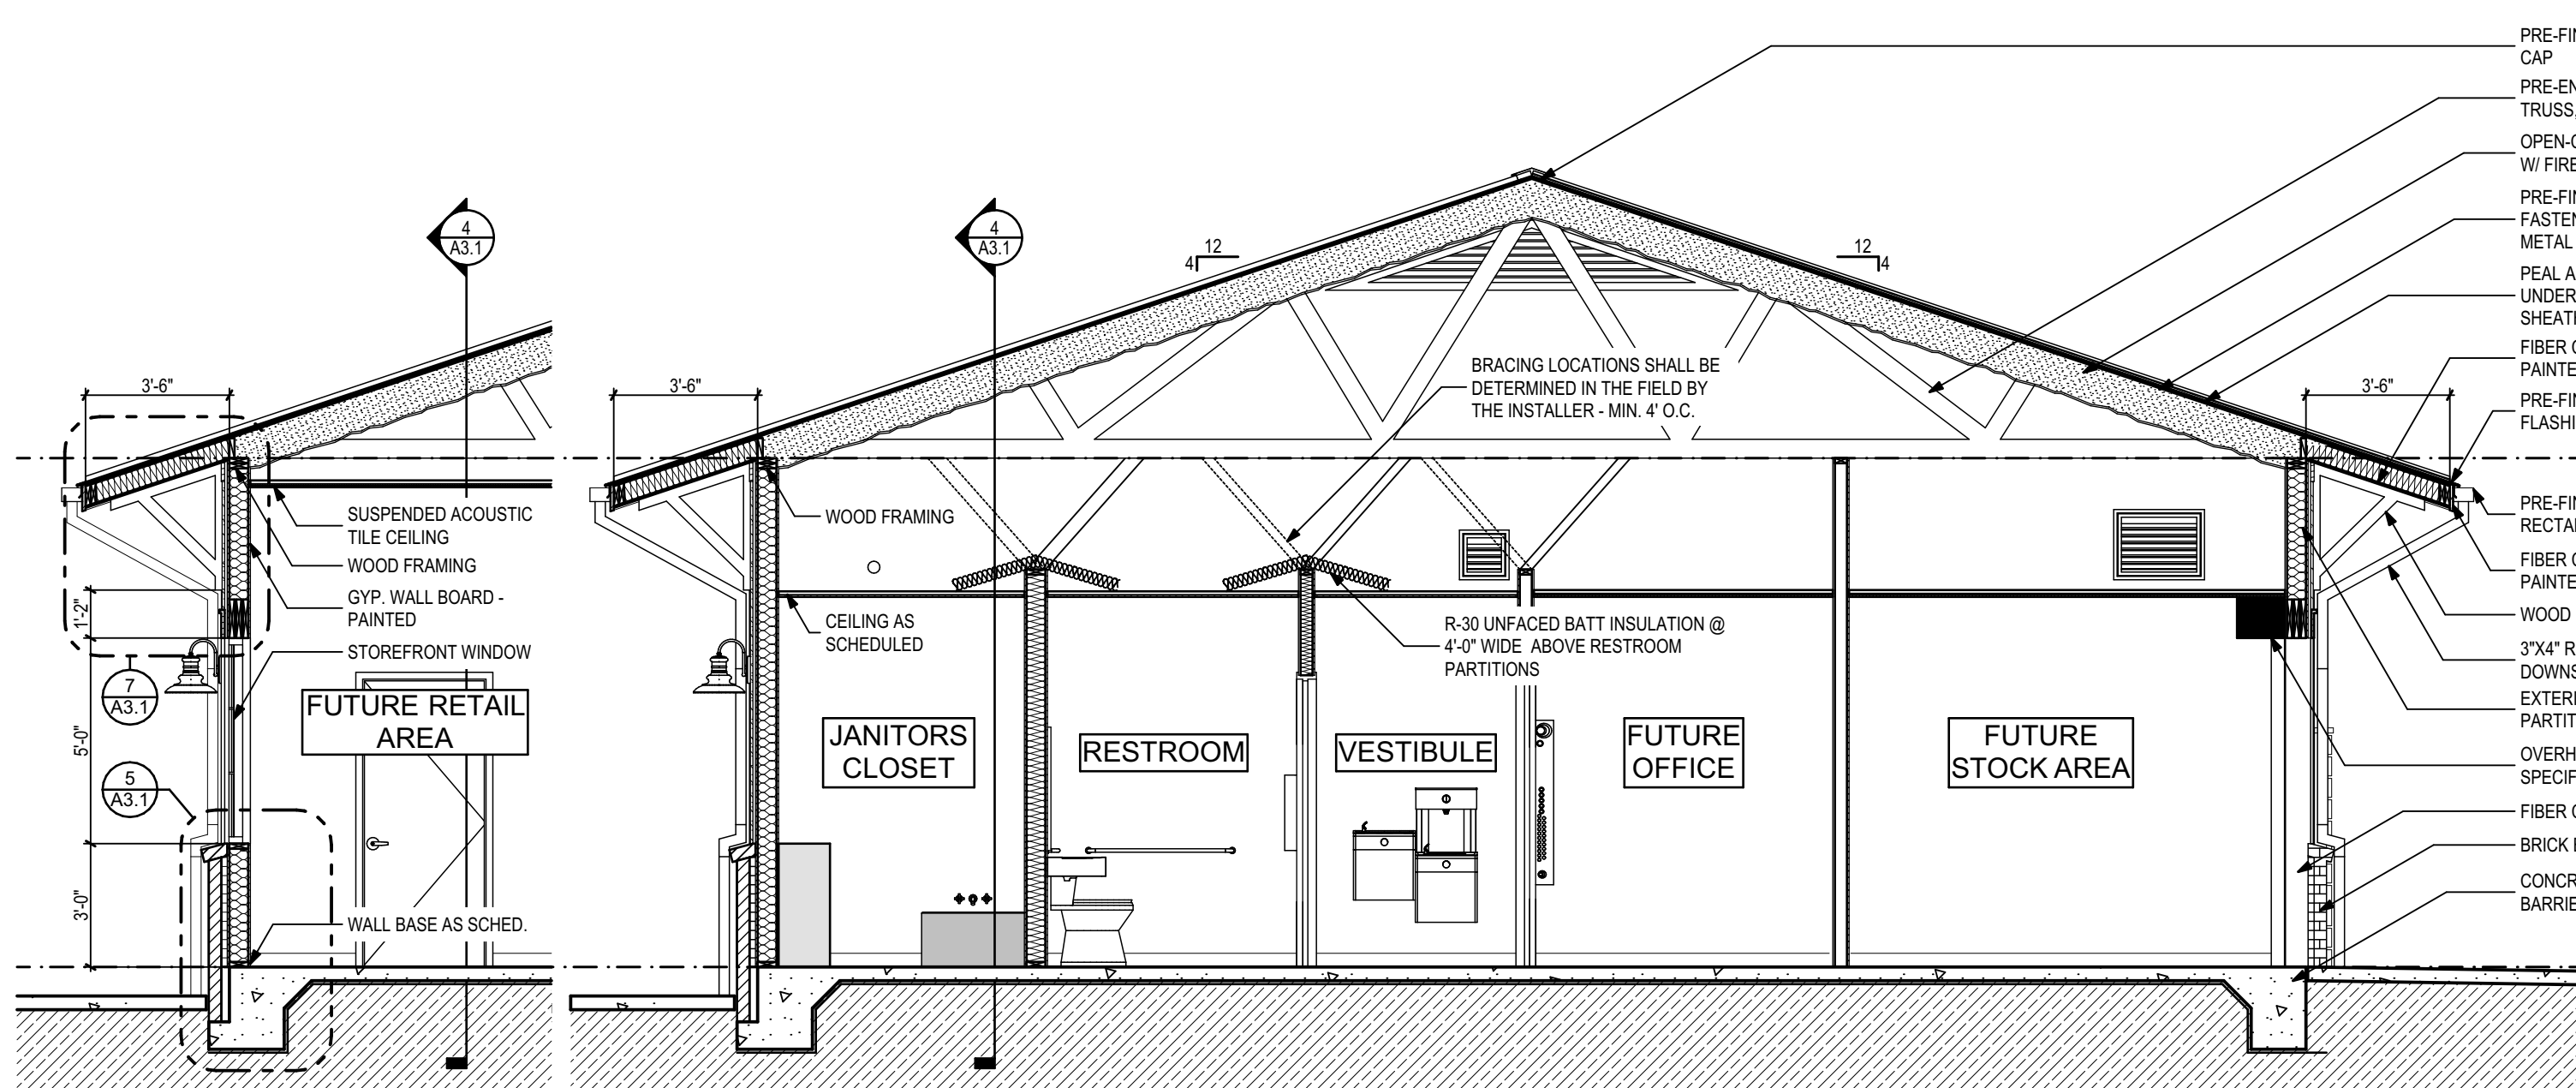 PRE-FI
CAP
PRE-EN
TRUSS,
OPEN-C
W/ FIRE
PRE-FI
FASTEN
METAL
PEAL A
UNDER
SHEAT
FIBER C
PAINTE
PRE-FI
FLASHI
PRE-FI
RECTA
FIBER C
PAINTE
WOOD
3"X4" R
DOWNS
EXTERI
PARTIT
OVERH
SPECIF
FIBER C
BRICK
CONCR
BARRIE
4
A3.1
4
A3.1
12
4
12
4
3'-6"
3'-6"
3'-6"
BRACING LOCATIONS SHALL BE
DETERMINED IN THE FIELD BY
THE INSTALLER - MIN. 4' O.C.
SUSPENDED ACOUSTIC
TILE CEILING
WOOD FRAMING
GYP. WALL BOARD -
PAINTED
STOREFRONT WINDOW
WOOD FRAMING
CEILING AS
SCHEDULED
R-30 UNFACED BATT INSULATION @
4'-0" WIDE ABOVE RESTROOM
PARTITIONS
1'-2"
5'-0"
3'-0"
7
A3.1
5
A3.1
FUTURE RETAIL
AREA
JANITORS
CLOSET
RESTROOM
VESTIBULE
FUTURE
OFFICE
FUTURE
STOCK AREA
WALL BASE AS SCHED.